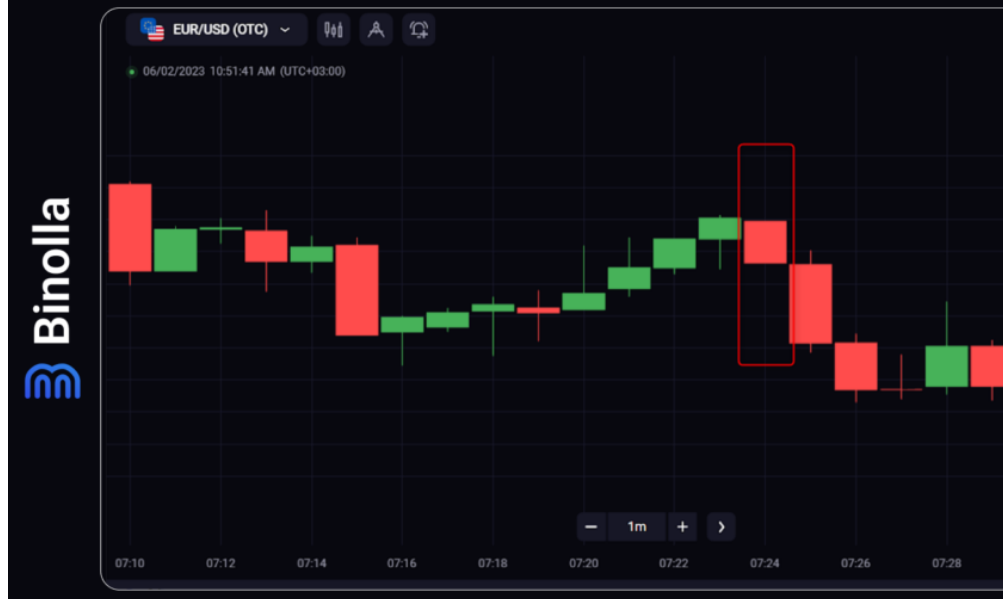 Binolla
EUR/USD (OTC)
06/02/2023 10:51:41 AM (UTC+03:00)
− 1m + >
07:10 07:12 07:14 07:16 07:18 07:20 07:22 07:24 07:26 07:28